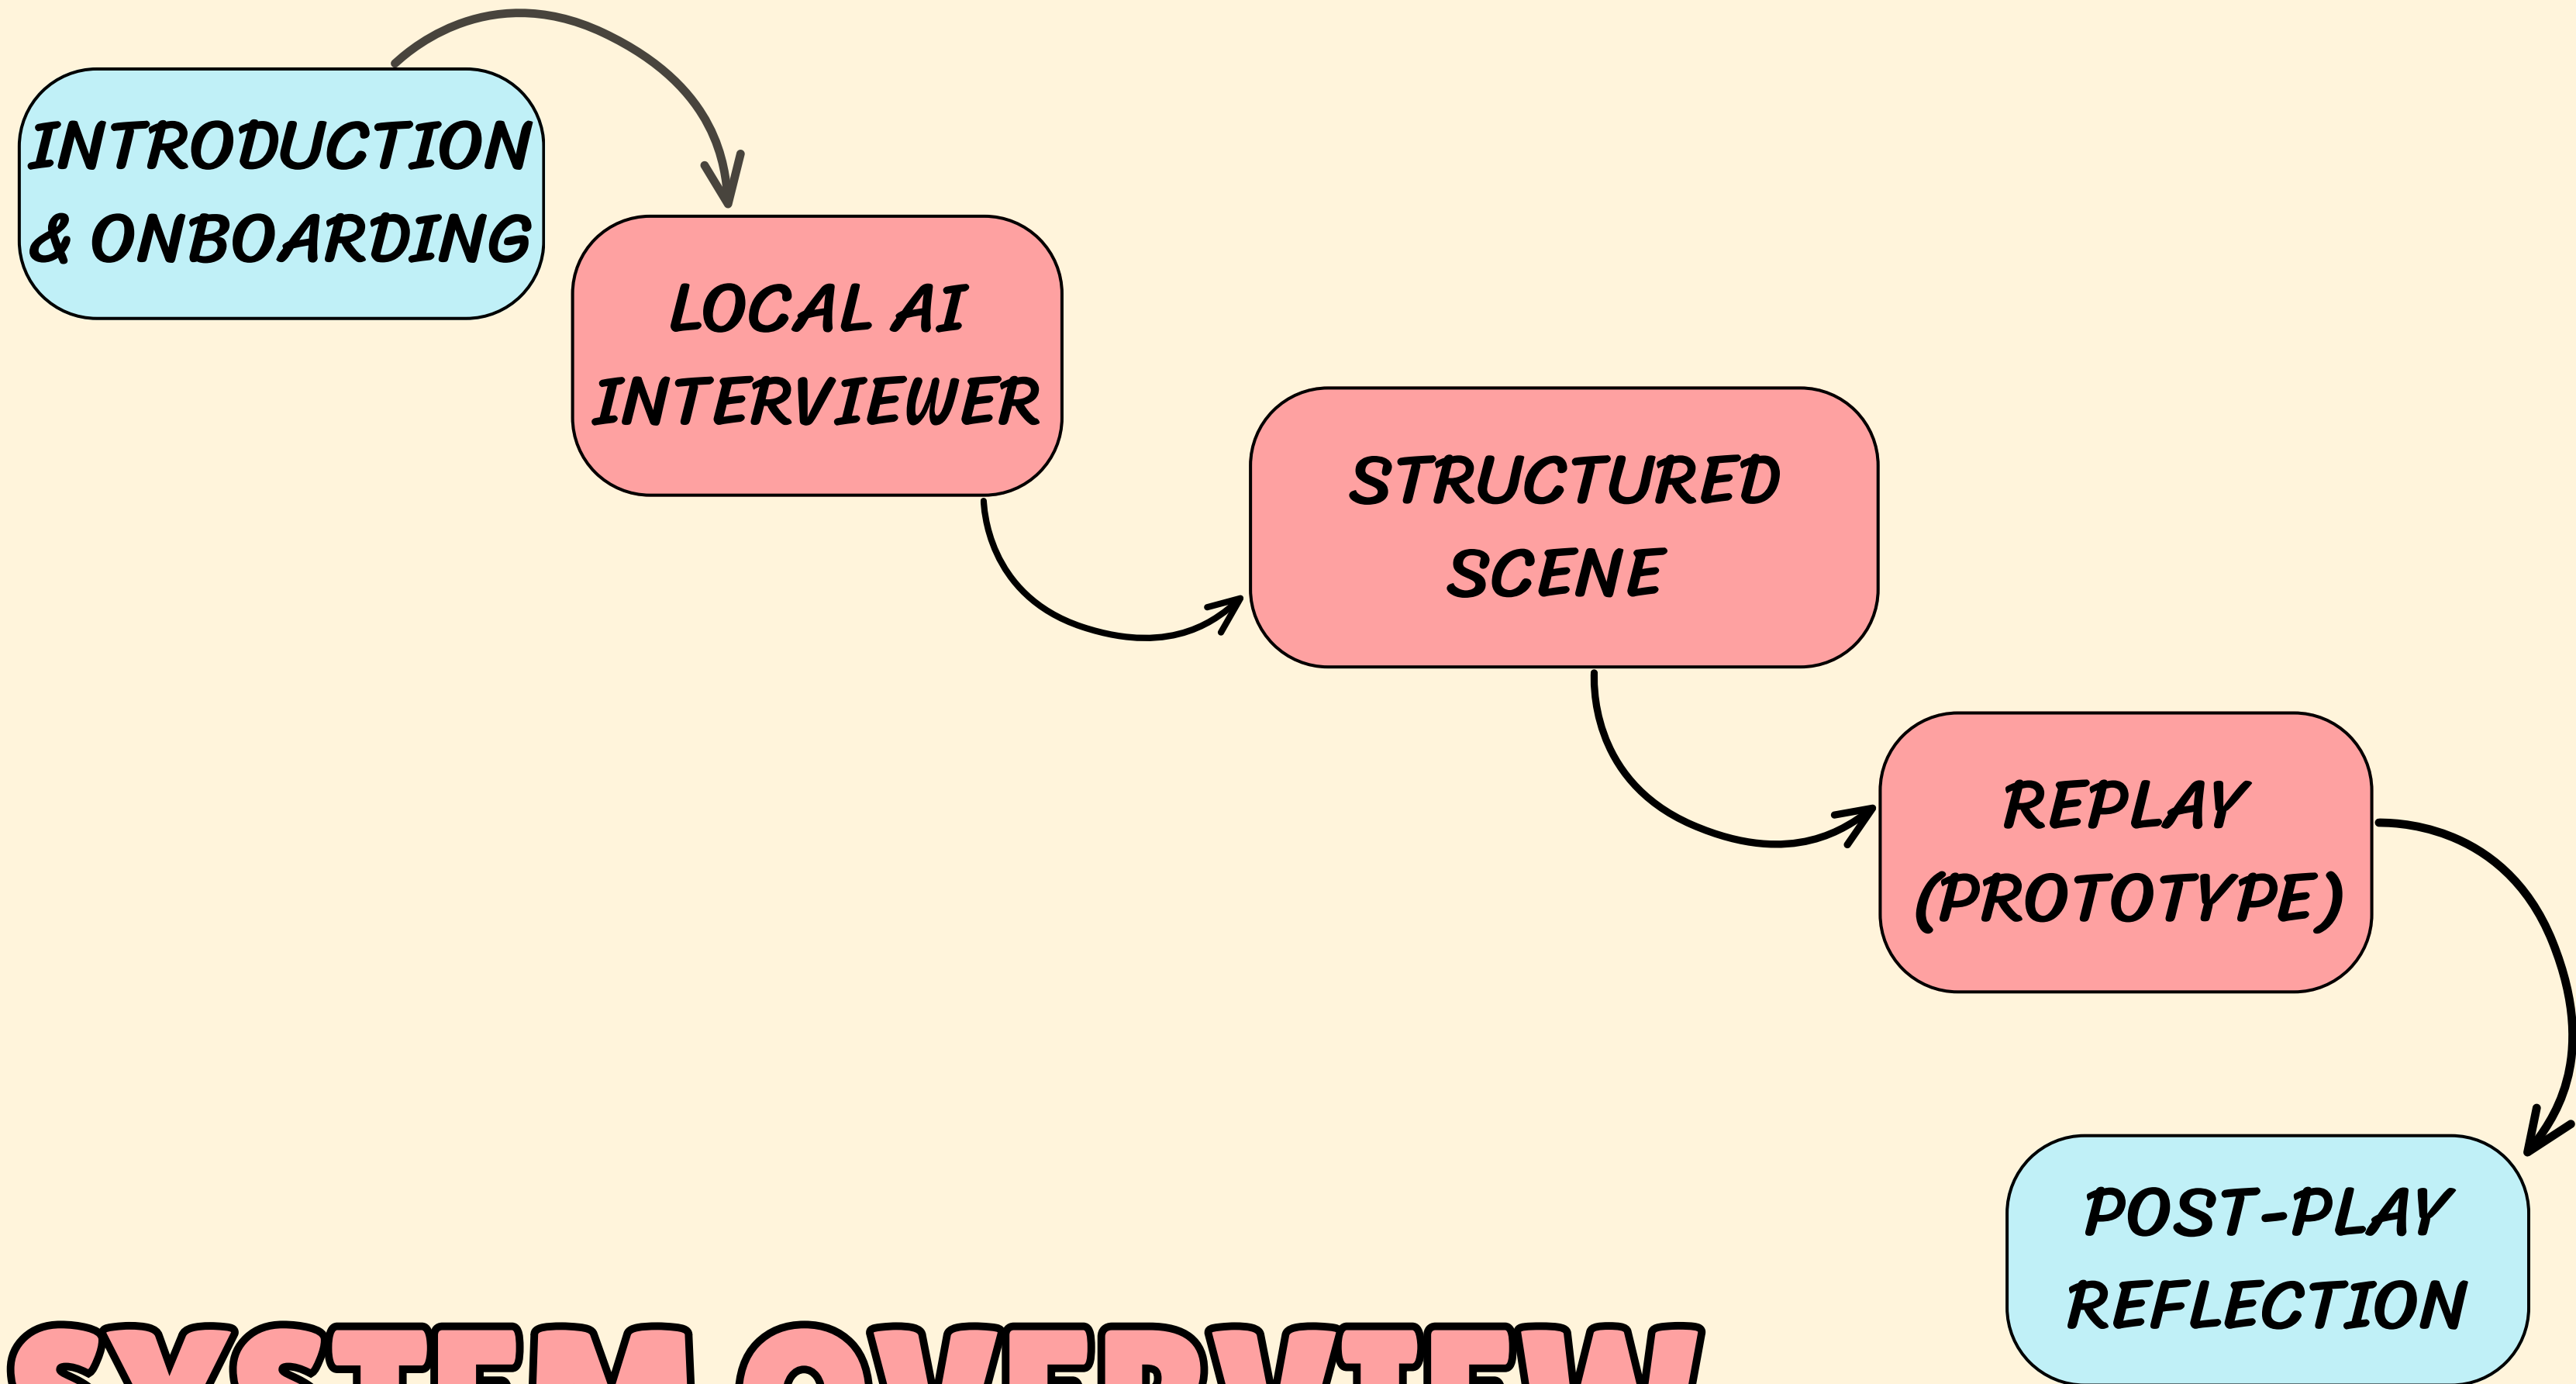 INTRODUCTION
& ONBOARDING
LOCAL AI
INTERVIEWER
STRUCTURED
SCENE
REPLAY
(PROTOTYPE)
POST-PLAY
REFLECTION
SYSTEM OVERVIEW